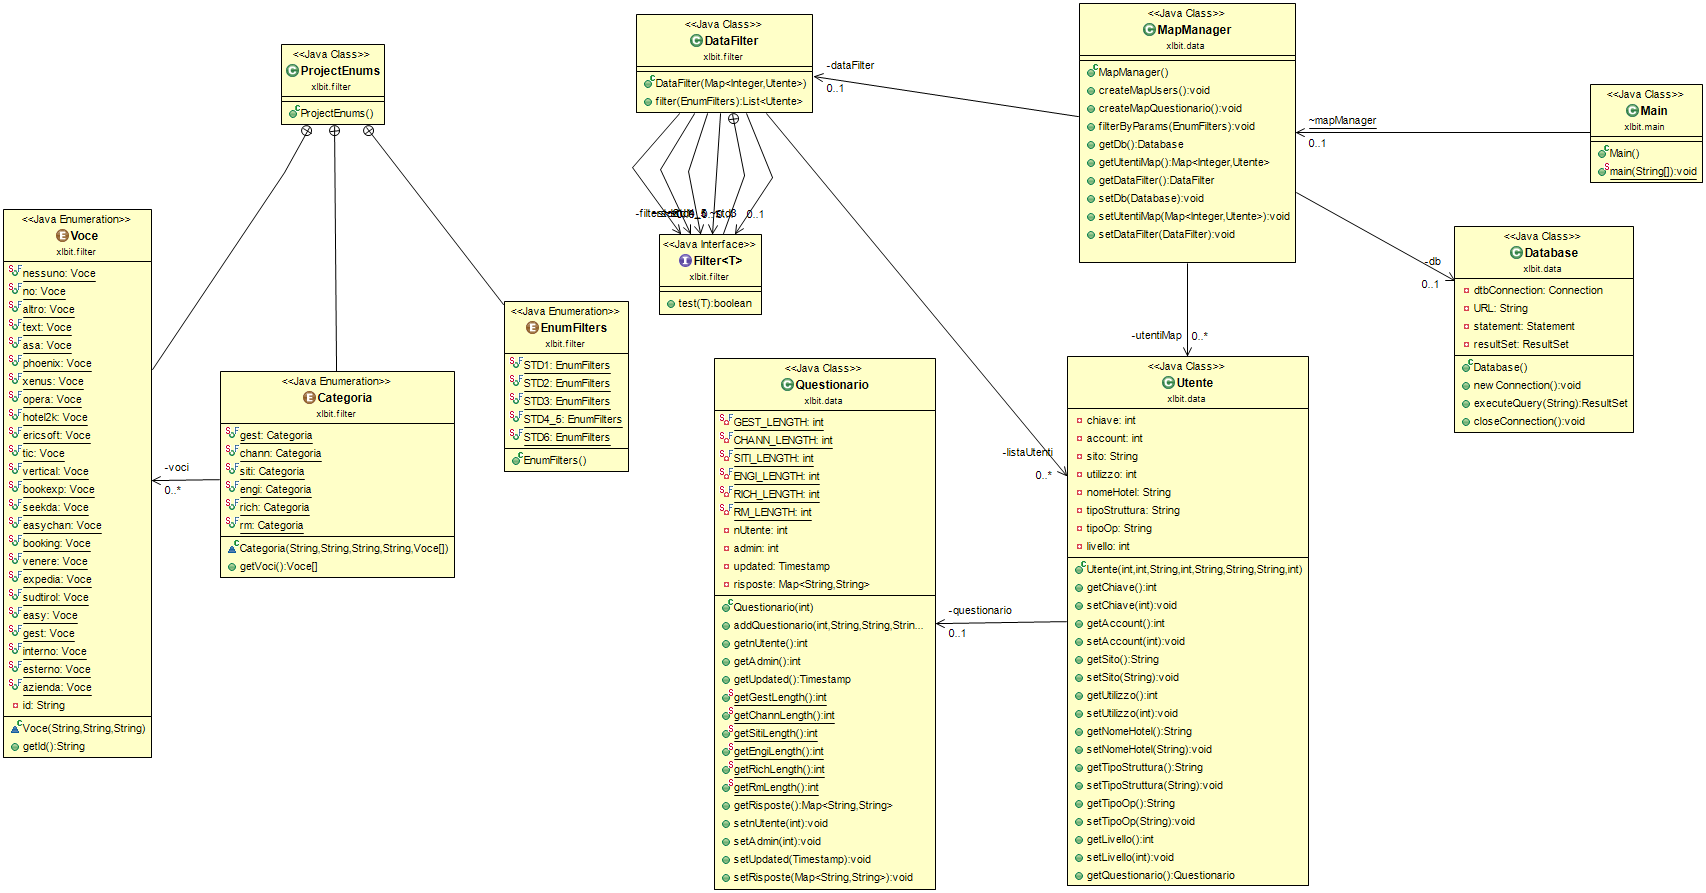 <<Java Class>>
ProjectEnums
xlbit.filter
ProjectEnums()
<<Java Class>>
DataFilter
xlbit.filter
DataFilter(Map<Integer,Utente>)
filter(EnumFilters):List<Utente>
-dataFilter
0..1
<<Java Class>>
MapManager
xlbit.data
MapManager()
createMapUsers():void
createMapQuestionario():void
filterByParams(EnumFilters):void
getDb():Database
getUtentiMap():Map<Integer,Utente>
getDataFilter():DataFilter
setDb(Database):void
setUtentiMap(Map<Integer,Utente>):void
setDataFilter(DataFilter):void
~mapManager
0..1
<<Java Class>>
Main
xlbit.main
Main()
main(String[]):void
<<Java Enumeration>>
Voce
xlbit.filter
nessuno: Voce
no: Voce
altro: Voce
text: Voce
asa: Voce
phoenix: Voce
xenus: Voce
opera: Voce
hotel2k: Voce
ericsoft: Voce
tic: Voce
vertical: Voce
bookexp: Voce
seekda: Voce
easychan: Voce
booking: Voce
venere: Voce
expedia: Voce
sudtirol: Voce
easy: Voce
gest: Voce
interno: Voce
esterno: Voce
azienda: Voce
id: String
Voce(String,String,String)
getId():String
-voci
0..*
<<Java Enumeration>>
Categoria
xlbit.filter
gest: Categoria
chann: Categoria
siti: Categoria
engi: Categoria
rich: Categoria
rm: Categoria
Categoria(String,String,String,String,Voce[])
getVoci():Voce[]
<<Java Enumeration>>
EnumFilters
xlbit.filter
STD1: EnumFilters
STD2: EnumFilters
STD3: EnumFilters
STD4_5: EnumFilters
STD6: EnumFilters
EnumFilters()
0..1
<<Java Interface>>
Filter<T>
xlbit.filter
test(T):boolean
-listaUtenti
0..*
-utentiMap
0..*
-db
0..1
<<Java Class>>
Database
xlbit.data
dtbConnection: Connection
URL: String
statement: Statement
resultSet: ResultSet
Database()
newConnection():void
executeQuery(String):ResultSet
closeConnection():void
<<Java Class>>
Questionario
xlbit.data
GEST_LENGTH: int
CHANN_LENGTH: int
SITI_LENGTH: int
ENGI_LENGTH: int
RICH_LENGTH: int
RM_LENGTH: int
nUtente: int
admin: int
updated: Timestamp
risposte: Map<String,String>
Questionario(int)
addQuestionario(int,String,String,Strin...
getnUtente():int
getAdmin():int
getUpdated():Timestamp
getGestLength():int
getChannLength():int
getSitiLength():int
getEngiLength():int
getRichLength():int
getRmLength():int
getRisposte():Map<String,String>
setnUtente(int):void
setAdmin(int):void
setUpdated(Timestamp):void
setRisposte(Map<String,String>):void
-questionario
0..1
<<Java Class>>
Utente
xlbit.data
chiave: int
account: int
sito: String
utilizzo: int
nomeHotel: String
tipoStruttura: String
tipoOp: String
livello: int
Utente(int,int,String,int,String,String,String,int)
getChiave():int
setChiave(int):void
getAccount():int
setAccount(int):void
getSito():String
setSito(String):void
getUtilizzo():int
setUtilizzo(int):void
getNomeHotel():String
setNomeHotel(String):void
getTipoStruttura():String
setTipoStruttura(String):void
getTipoOp():String
setTipoOp(String):void
getLivello():int
setLivello(int):void
getQuestionario():Questionario